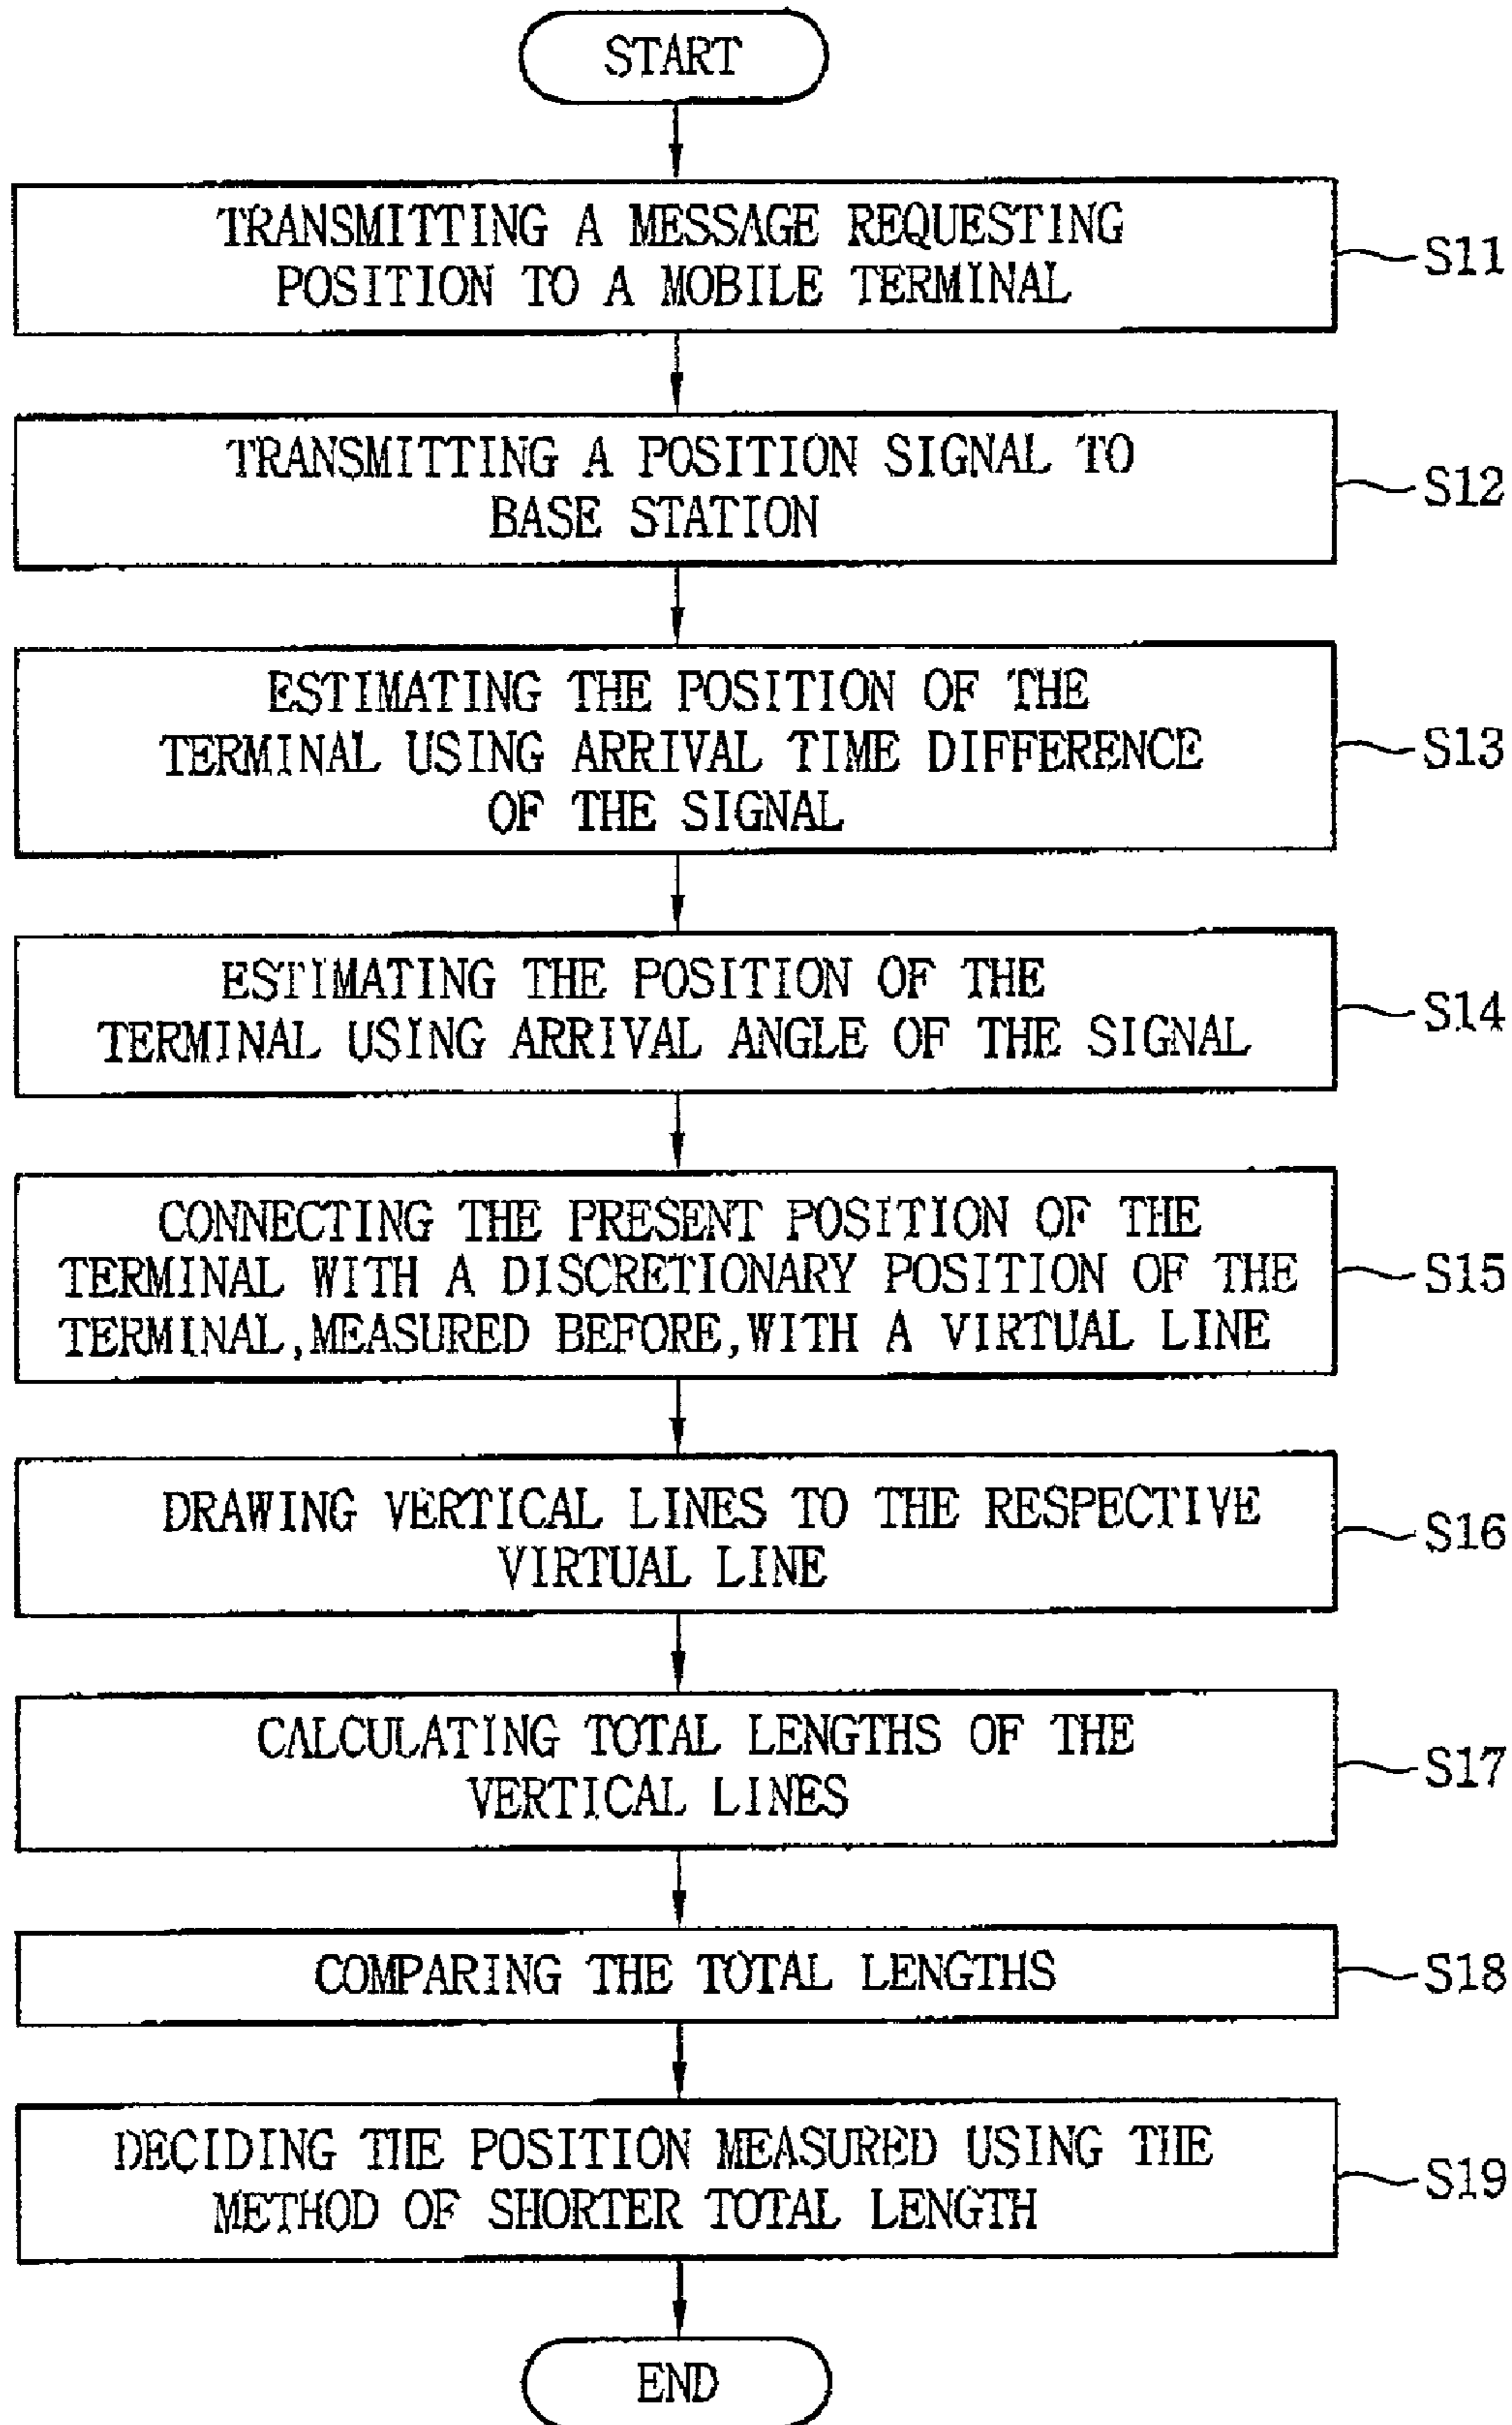 START
TRANSMITTING A MESSAGE REQUESTING
POSITION TO A MOBILE TERMINAL
S11
TRANSMITTING A POSITION SIGNAL TO
BASE STATION
S12
ESTIMATING THE POSITION OF THE
TERMINAL USING ARRIVAL TIME DIFFERENCE
OF THE SIGNAL
S13
ESTIMATING THE POSITION OF THE
TERMINAL USING ARRIVAL ANGLE OF THE SIGNAL
S14
CONNECTING THE PRESENT POSITION OF THE
TERMINAL WITH A DISCRETIONARY POSITION OF THE
TERMINAL,MEASURED BEFORE,WITH A VIRTUAL LINE
S15
DRAWING VERTICAL LINES TO THE RESPECTIVE
VIRTUAL LINE
S16
CALCULATING TOTAL LENGTHS OF THE
VERTICAL LINES
S17
COMPARING THE TOTAL LENGTHS
S18
DECIDING THE POSITION MEASURED USING THE
METHOD OF SHORTER TOTAL LENGTH
S19
END